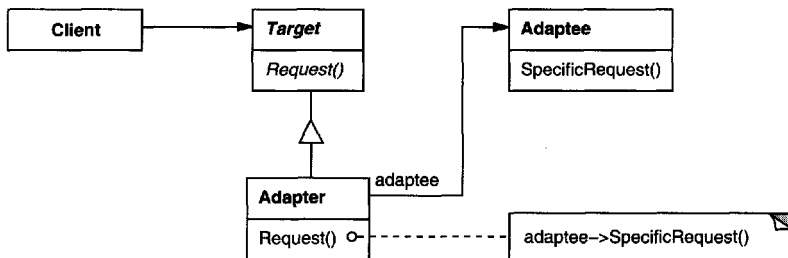 Client
Target
Request()
Adaptee
SpecificRequest()
adaptee
Adapter
Request()
adaptee->SpecificRequest()